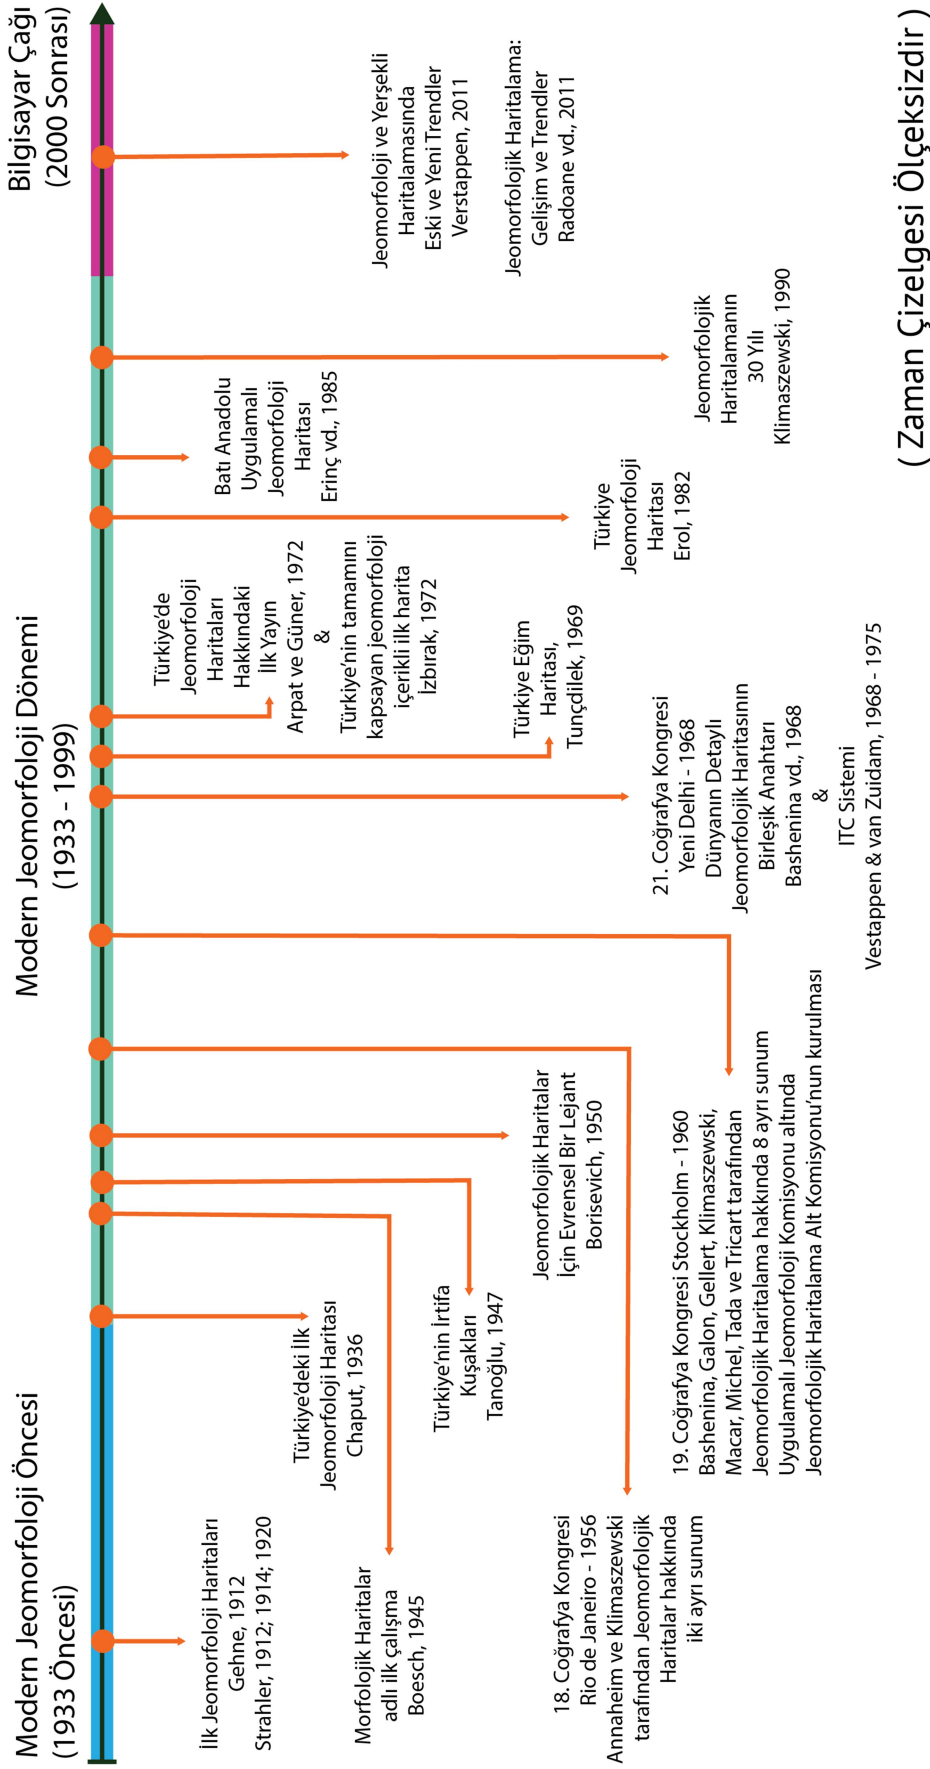 Modern Jeomorfoloji Öncesi
(1933 Öncesi)
Modern Jeomorfoloji Dönemi
(1933 - 1999)
Bilgisayar Çağı
(2000 Sonrası)
İlk Jeomorfoloji Haritaları
Gehne, 1912
Strahler, 1912; 1914; 1920
Türkiye'deki İlk
Jeomorfoloji Haritası
Chaput, 1936
Morfolojik Haritalar
adlı ilk çalışma
Boesch, 1945
Türkiye'nin İrtifa
Kuşakları
Tanoğlu, 1947
Jeomorfolojik Haritalar
İçin Evrensel Bir Lejant
Borisevich, 1950
18. Coğrafya Kongresi
Rio de Janeiro - 1956
Annaheim ve Klimaszewski
tarafından Jeomorfolojik
Haritalar hakkında
iki ayrı sunum
19. Coğrafya Kongresi Stockholm - 1960
Bashenina, Galon, Gellert, Klimaszewski,
Macar, Michel, Tada ve Tricart tarafından
Jeomorfolojik Haritalama hakkında 8 ayrı sunum
Uygulamalı Jeomorfoloji Komisyonu altında
Jeomorfolojik Haritalama Alt Komisyonu'nun kurulması
21. Coğrafya Kongresi
Yeni Delhi - 1968
Dünyanın Detaylı
Jeomorfolojik Haritasının
Birleşik Anahtarı
Bashenina vd., 1968
&
ITC Sistemi
Vestappen & van Zuidam, 1968 - 1975
Türkiye Eğim
Haritası,
Tunçdilek, 1969
Türkiye'de
Jeomorfoloji
Haritaları
Hakkındaki
İlk Yayın
Arpat ve Güner, 1972
&
Türkiye'nin tamamını
kapsayan jeomorfoloji
içerikli ilk harita
İzbırak, 1972
Türkiye
Jeomorfoloji
Haritası
Erol, 1982
Batı Anadolu
Uygulamalı
Jeomorfoloji
Haritası
Erinç vd., 1985
Jeomorfolojik
Haritalamanın
30 Yılı
Klimaszewski, 1990
Jeomorfoloji ve Yerşekli
Haritalamasında
Eski ve Yeni Trendler
Verstappen, 2011
Jeomorfolojik Haritalama:
Gelişim ve Trendler
Radoane vd., 2011
( Zaman Çizelgesi Ölçeksizdir )